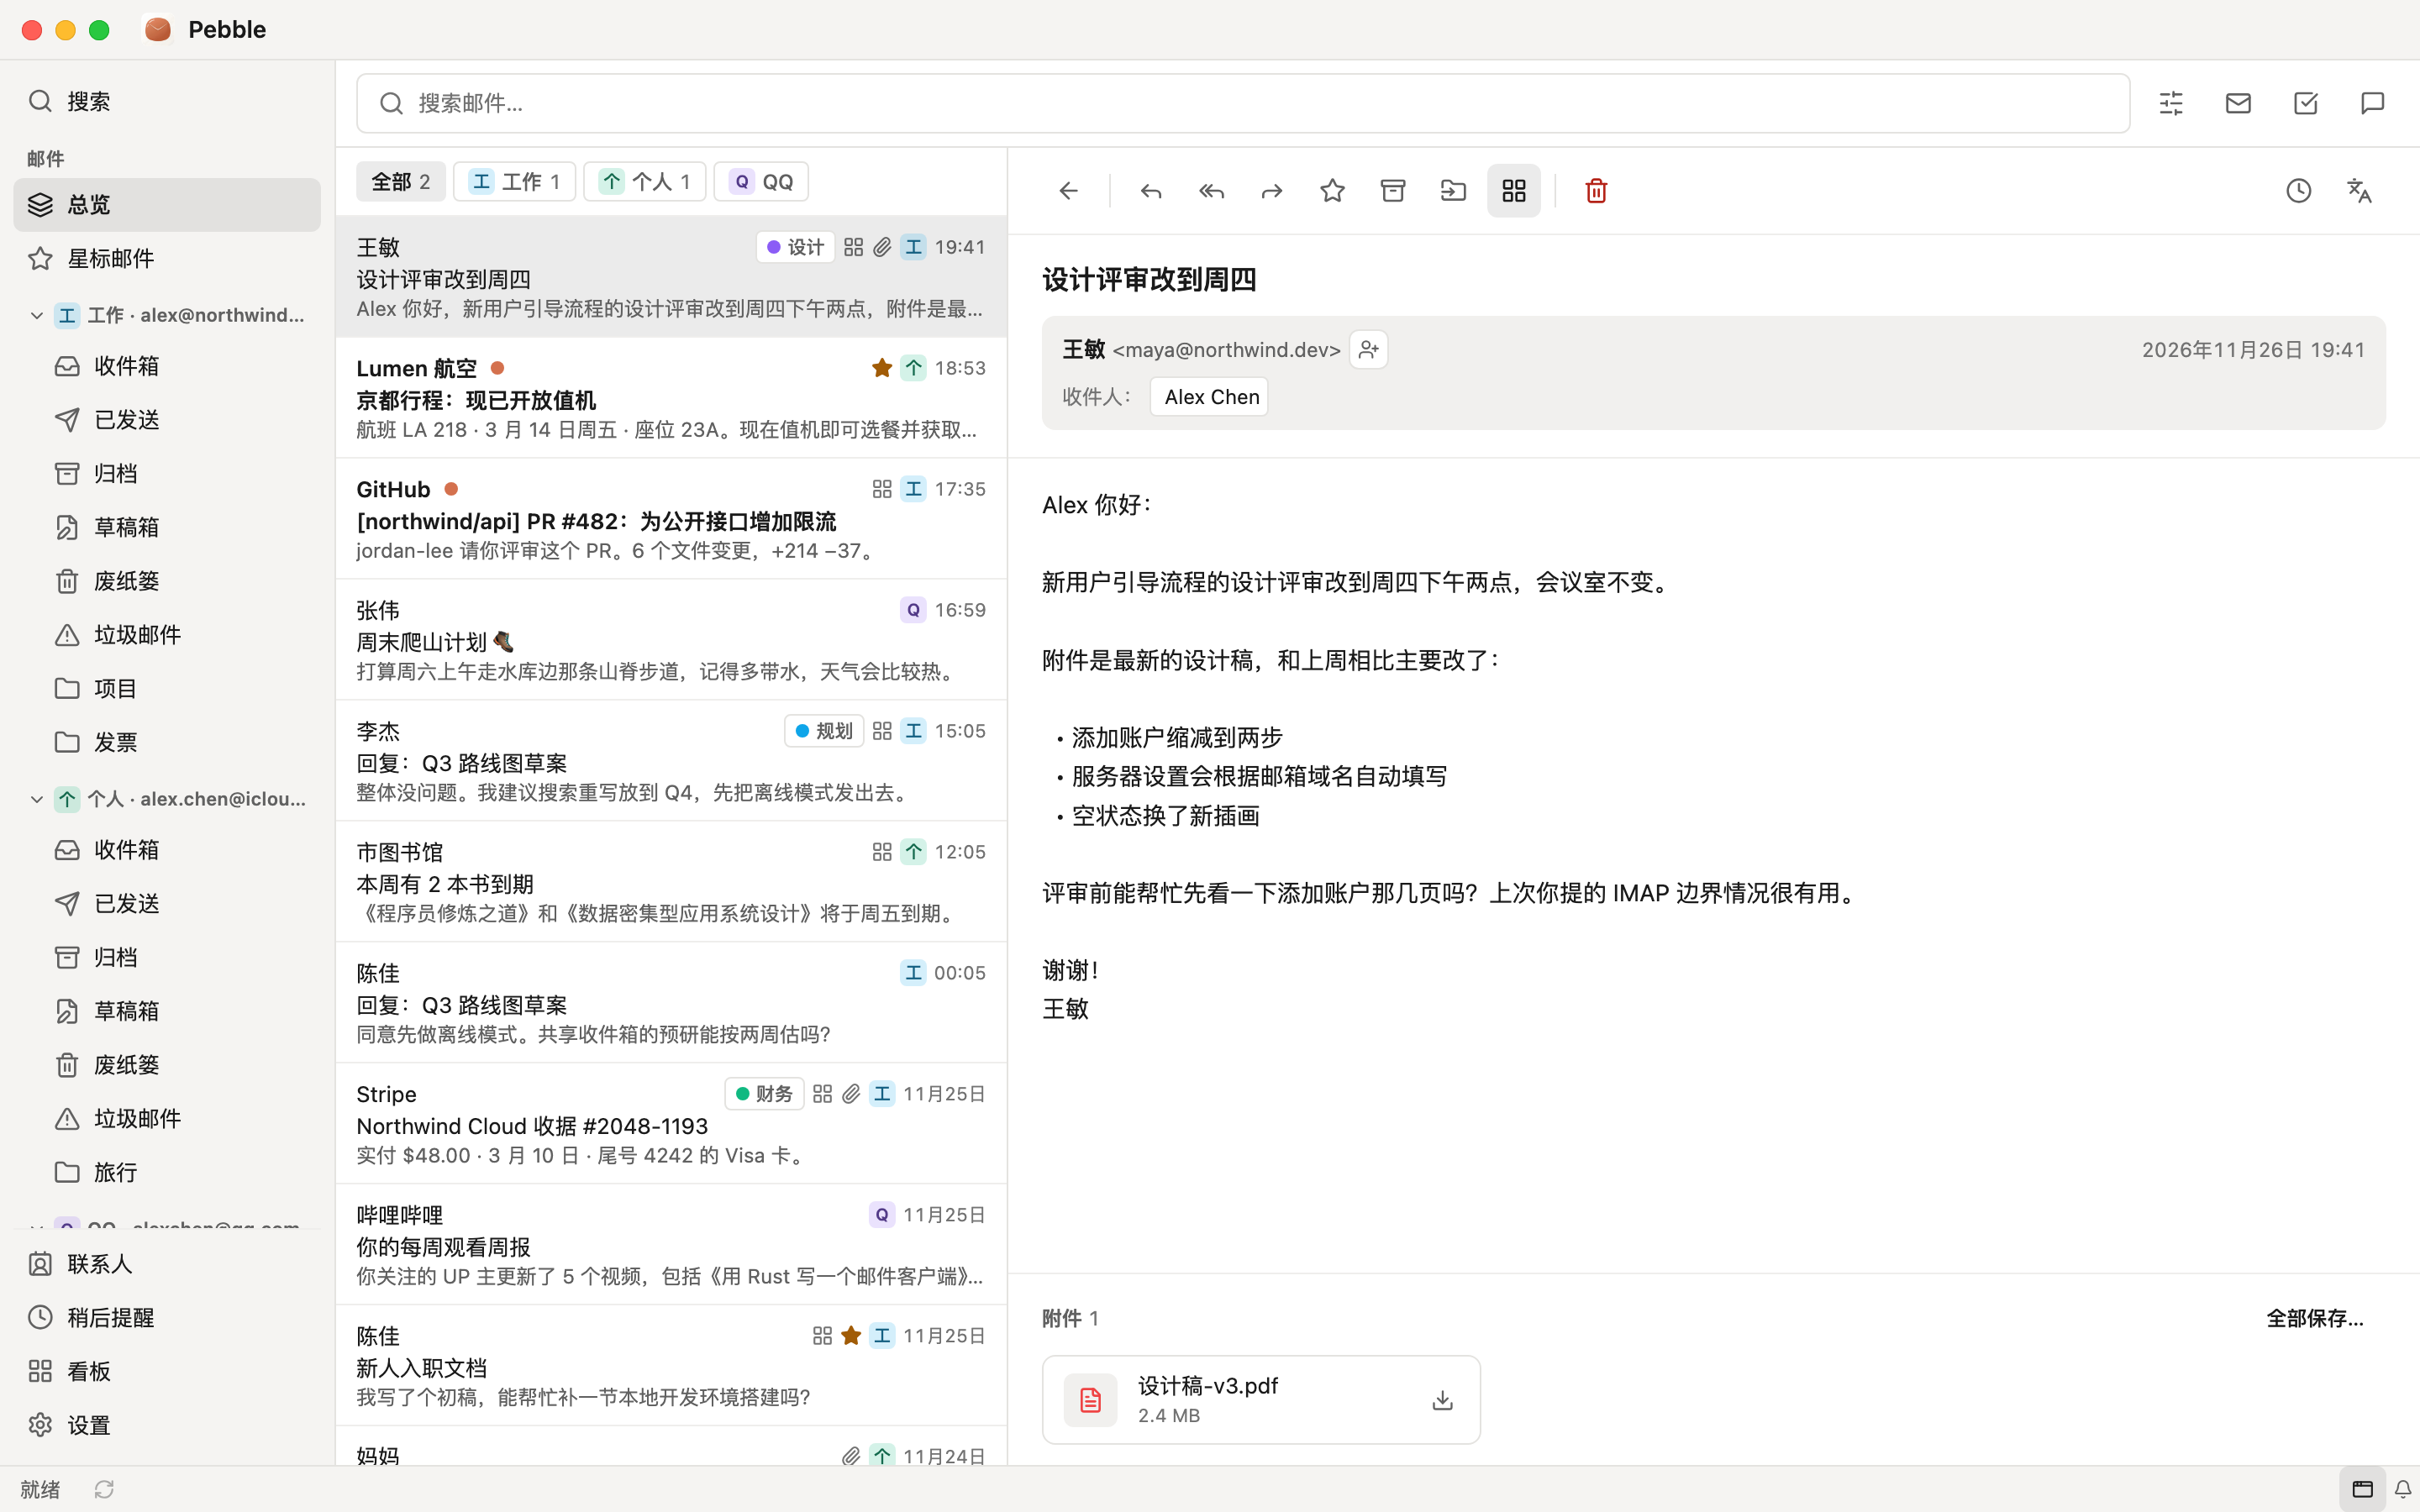 Pebble
搜索
邮件
总览
星标邮件
工 工作 · alex@northwind...
收件箱
已发送
归档
草稿箱
废纸篓
垃圾邮件
项目
发票
个 个人 · alex.chen@iclou...
收件箱
已发送
归档
草稿箱
废纸篓
垃圾邮件
旅行
Q QQ · alexchen@qq.com
联系人
稍后提醒
看板
设置
就绪
搜索邮件...
全部 2 工 工作 1 个 个人 1 Q QQ
王敏 设计 工 19:41
设计评审改到周四
Alex 你好，新用户引导流程的设计评审改到周四下午两点，附件是最...
Lumen 航空 个 18:53
京都行程：现已开放值机
航班 LA 218 · 3 月 14 日周五 · 座位 23A。现在值机即可选餐并获取...
GitHub 工 17:35
[northwind/api] PR #482：为公开接口增加限流
jordan-lee 请你评审这个 PR。6 个文件变更，+214 −37。
张伟 Q 16:59
周末爬山计划 🥾
打算周六上午走水库边那条山脊步道，记得多带水，天气会比较热。
李杰 规划 工 15:05
回复：Q3 路线图草案
整体没问题。我建议搜索重写放到 Q4，先把离线模式发出去。
市图书馆 个 12:05
本周有 2 本书到期
《程序员修炼之道》和《数据密集型应用系统设计》将于周五到期。
陈佳 工 00:05
回复：Q3 路线图草案
同意先做离线模式。共享收件箱的预研能按两周估吗？
Stripe 财务 工 11月25日
Northwind Cloud 收据 #2048-1193
实付 $48.00 · 3 月 10 日 · 尾号 4242 的 Visa 卡。
哔哩哔哩 Q 11月25日
你的每周观看周报
你关注的 UP 主更新了 5 个视频，包括《用 Rust 写一个邮件客户端》...
陈佳 工 11月25日
新人入职文档
我写了个初稿，能帮忙补一节本地开发环境搭建吗？
妈妈 个 11月24日
设计评审改到周四
王敏 <maya@northwind.dev> 2026年11月26日 19:41
收件人： Alex Chen
Alex 你好：
新用户引导流程的设计评审改到周四下午两点，会议室不变。
附件是最新的设计稿，和上周相比主要改了：
• 添加账户缩减到两步
• 服务器设置会根据邮箱域名自动填写
• 空状态换了新插画
评审前能帮忙先看一下添加账户那几页吗？上次你提的 IMAP 边界情况很有用。
谢谢！
王敏
附件 1 全部保存...
设计稿-v3.pdf
2.4 MB